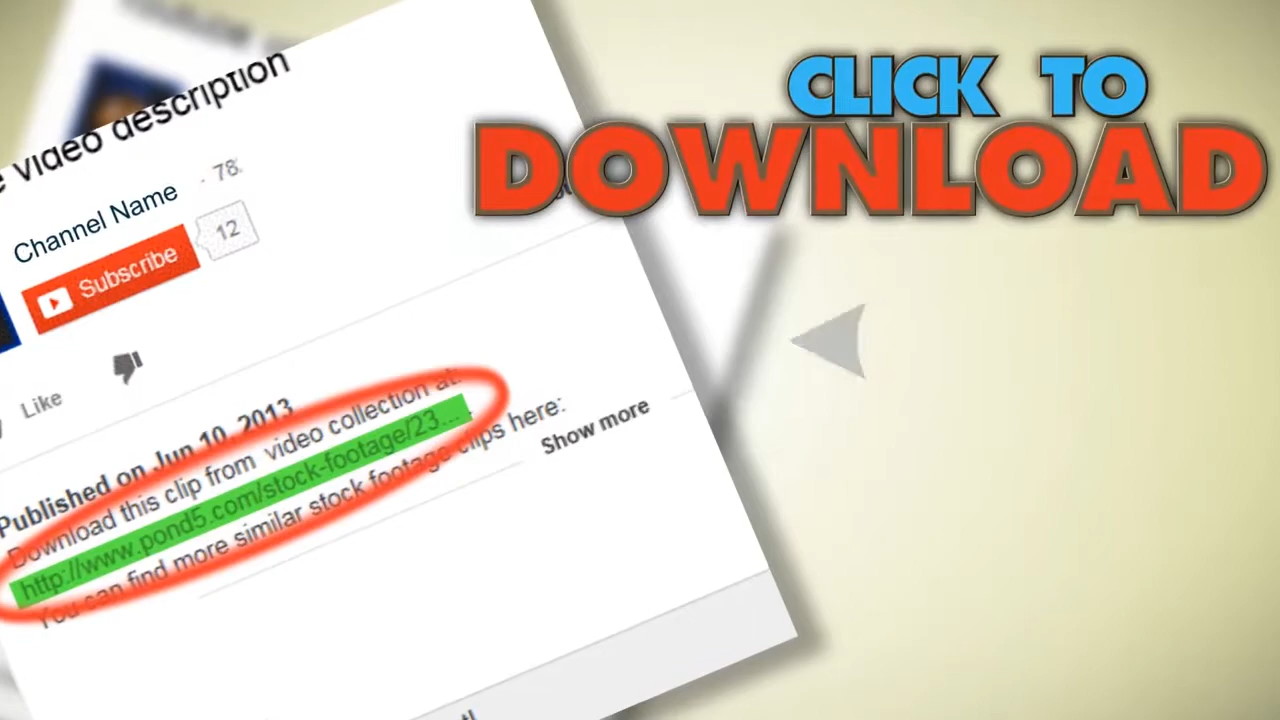 CLICK TO
DOWNLOAD
video description
Channel Name
78
Subscribe
12
Like
Published on Jun 10, 2013
Download this clip from video collection at:
http://www.pond5.com/stock-footage/23...
You can find more similar stock footage clips here:
Show more